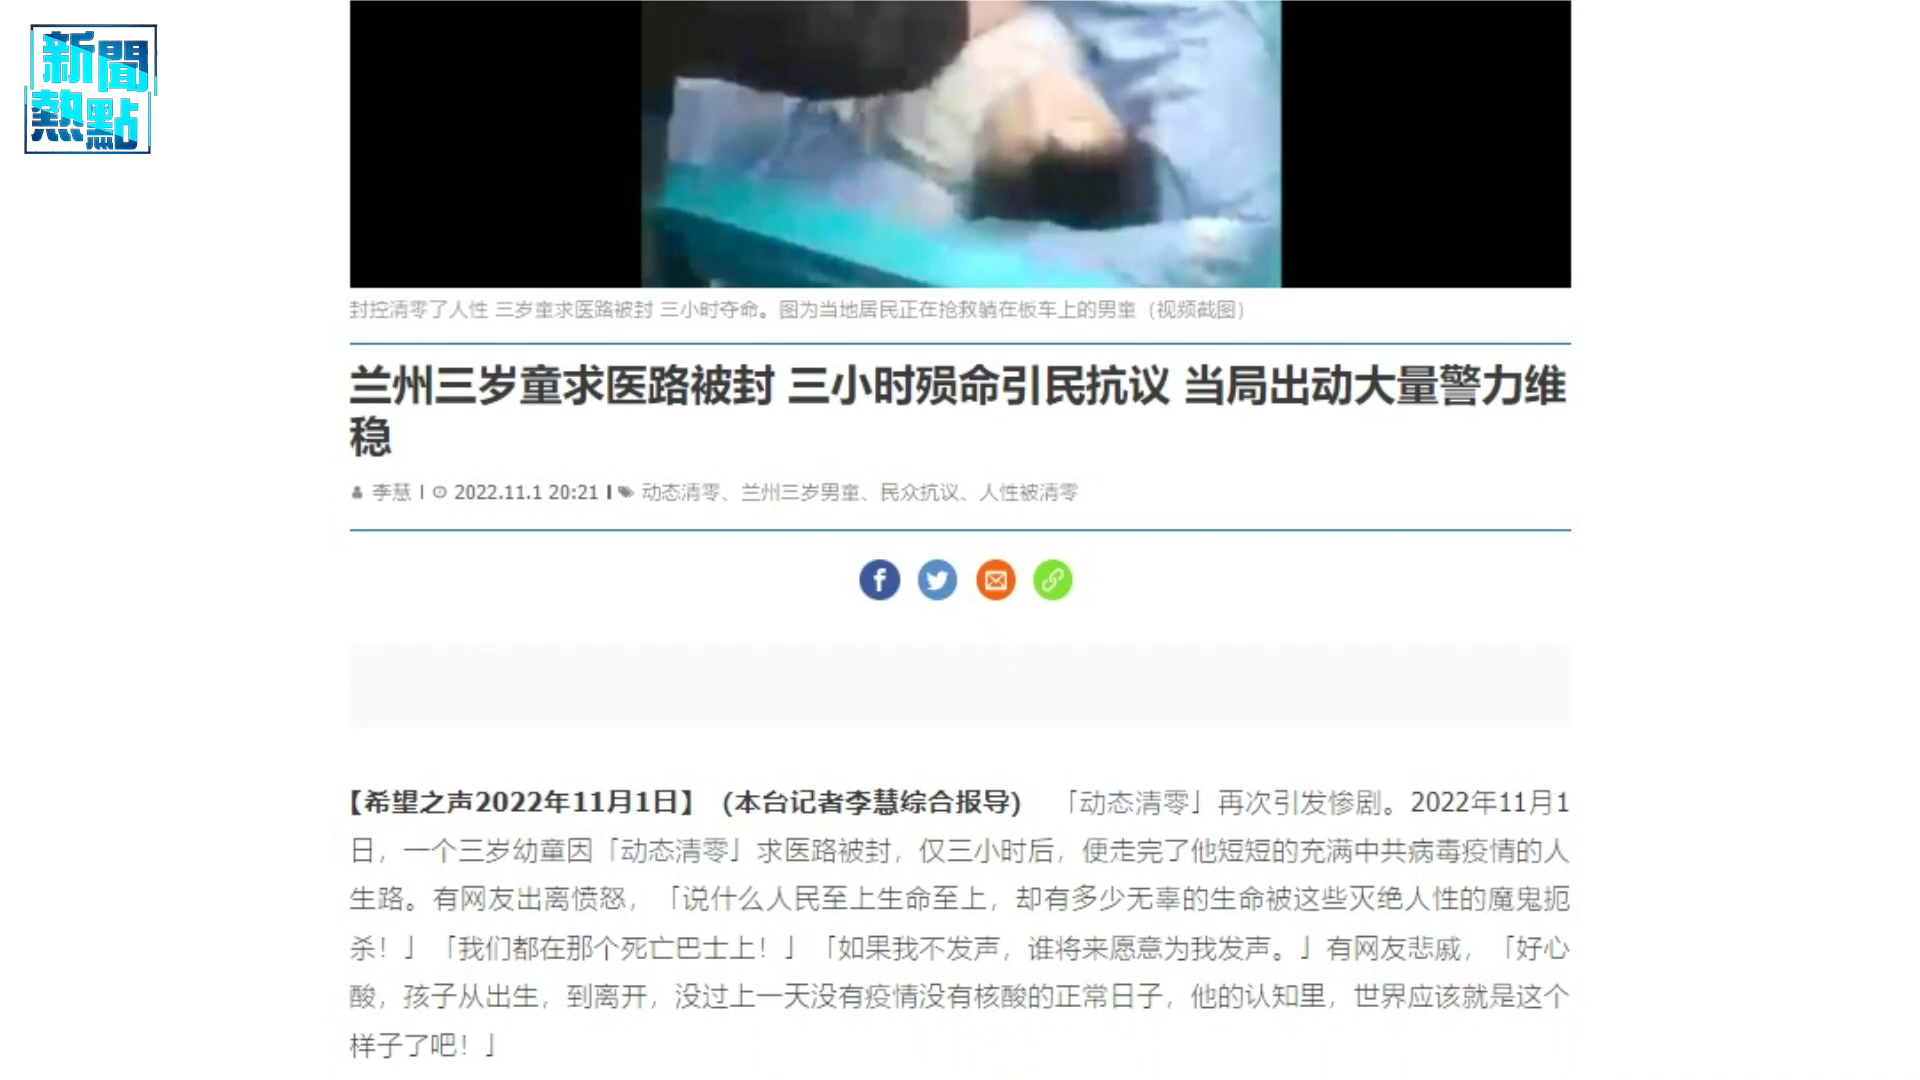 新聞
熱點
封控清零了人性 三岁童求医路被封 三小时夺命。图为当地居民正在抢救躺在板车上的男童（视频截图）
兰州三岁童求医路被封 三小时殒命引民抗议 当局出动大量警力维
稳
李慧 | 2022.11.1 20:21 | 动态清零、兰州三岁男童、民众抗议、人性被清零
【希望之声2022年11月1日】（本台记者李慧综合报导） 「动态清零」再次引发惨剧。2022年11月1
日，一个三岁幼童因「动态清零」求医路被封，仅三小时后，便走完了他短短的充满中共病毒疫情的人
生路。有网友出离愤怒，「说什么人民至上生命至上，却有多少无辜的生命被这些灭绝人性的魔鬼扼
杀！」「我们都在那个死亡巴士上！」「如果我不发声，谁将来愿意为我发声。」有网友悲戚，「好心
酸，孩子从出生，到离开，没过上一天没有疫情没有核酸的正常日子，他的认知里，世界应该就是这个
样子了吧！」